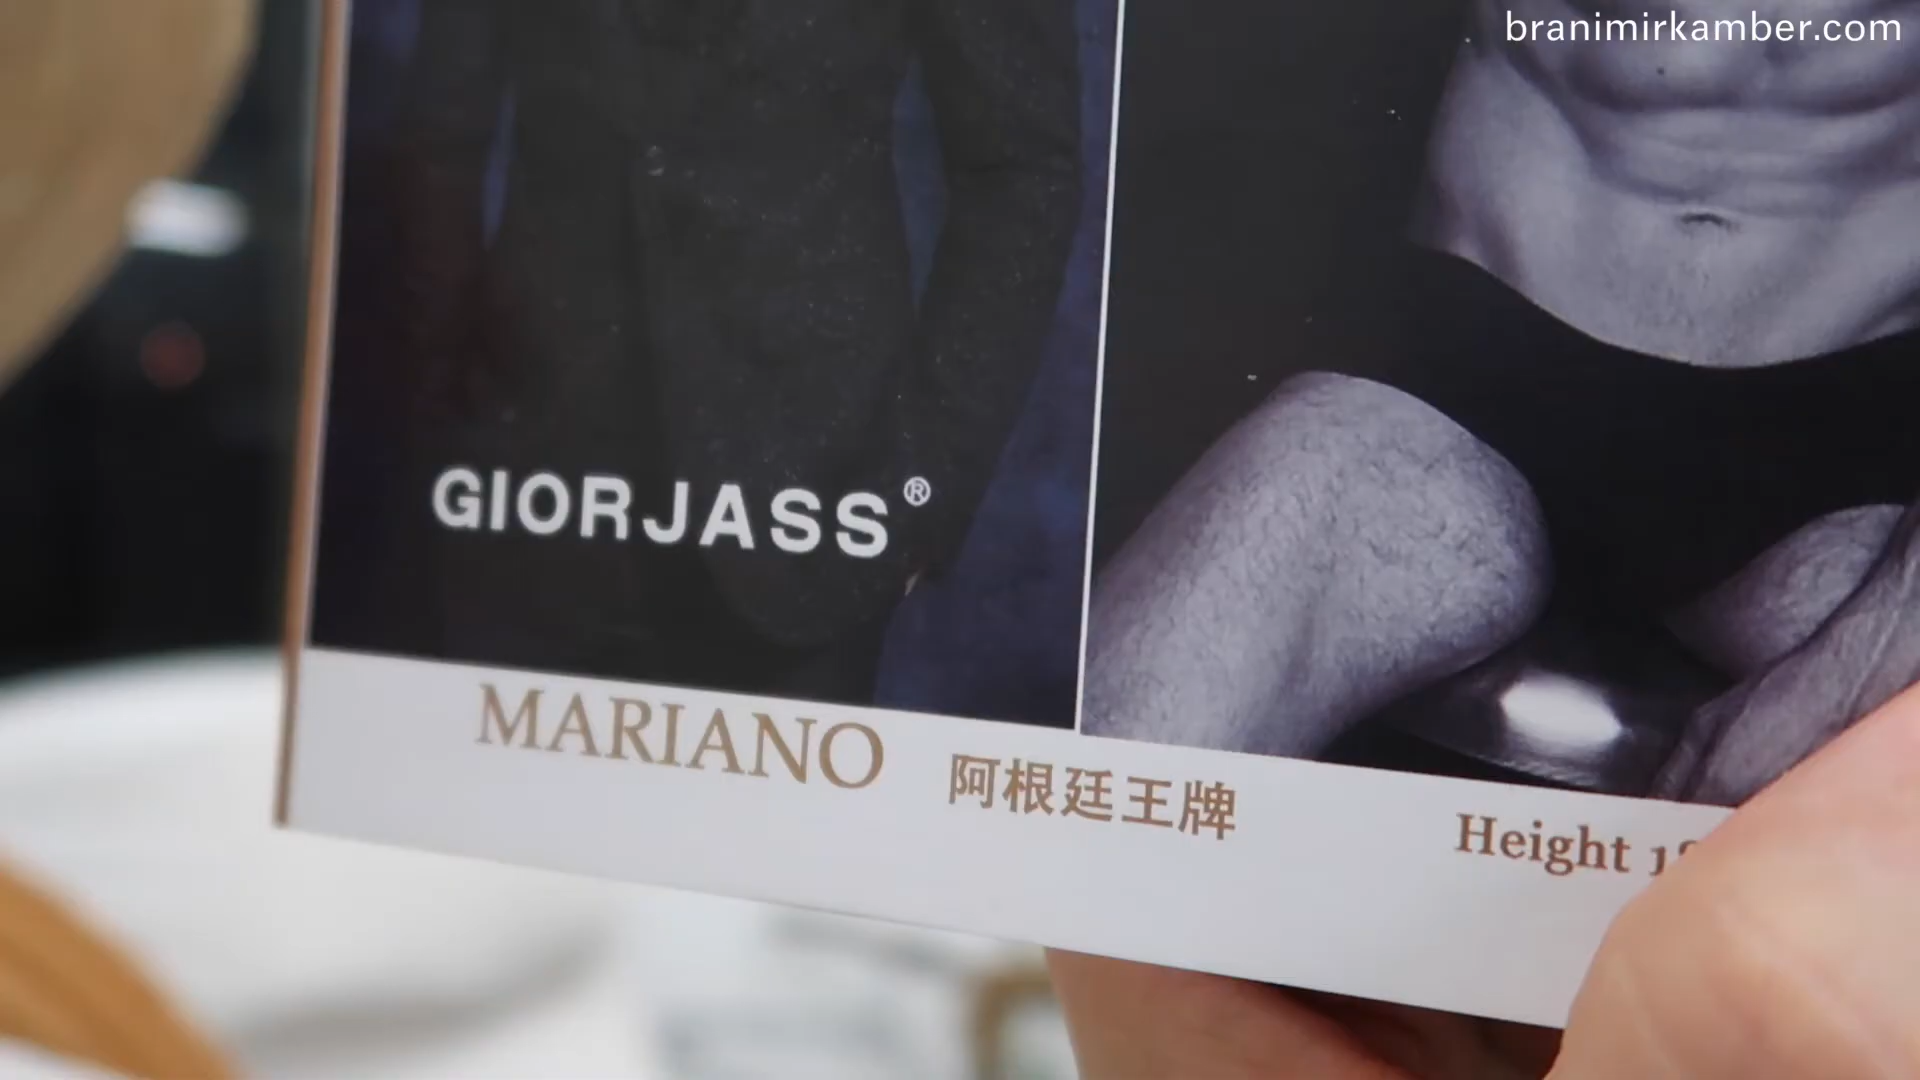 branimirkamber.com
GIORJASS®
MARIANO 阿根廷王牌 Height